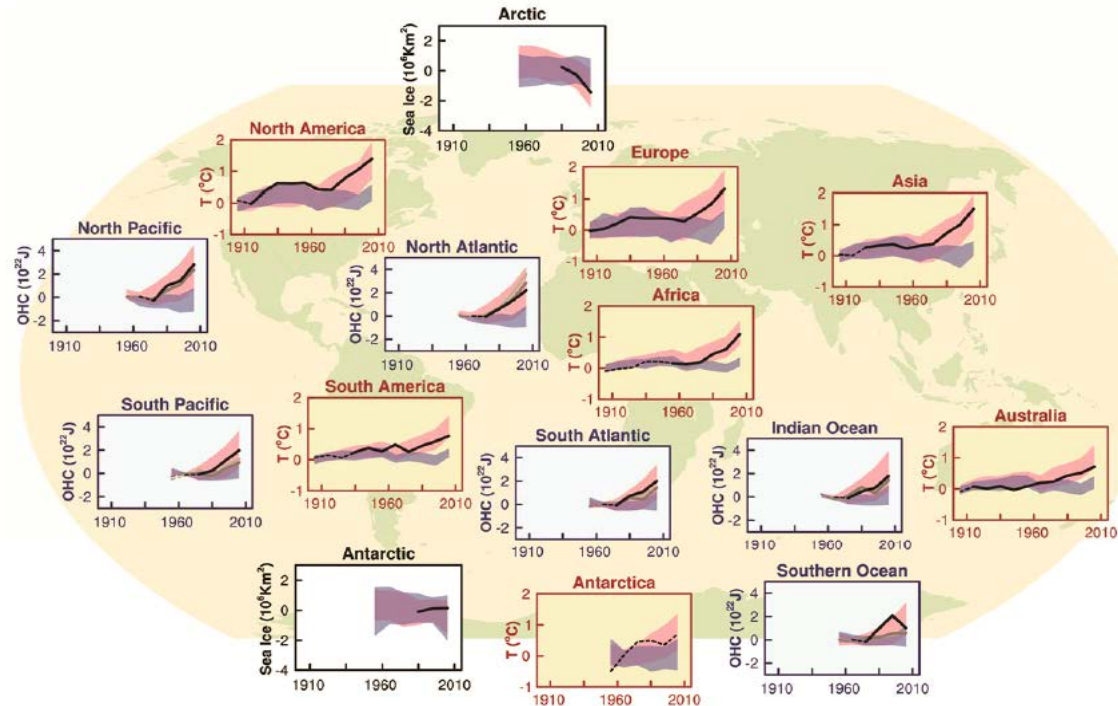 Arctic
Sea Ice (10⁶Km²)
2
0
-2
-4
1910 1960 2010
North America
T (°C)
2
1
0
-1
1910 1960 2010
Europe
T (°C)
2
1
0
-1
1910 1960 2010
Asia
T (°C)
2
1
0
-1
1910 1960 2010
North Pacific
OHC (10²²J)
4
2
0
-2
1910 1960 2010
North Atlantic
OHC (10²²J)
4
2
0
-2
1910 1960 2010
Africa
T (°C)
2
1
0
-1
1910 1960 2010
South Pacific
OHC (10²²J)
4
2
0
-2
1910 1960 2010
South America
T (°C)
2
1
0
-1
1910 1960 2010
South Atlantic
OHC (10²²J)
4
2
0
-2
1910 1960 2010
Indian Ocean
OHC (10²²J)
4
2
0
-2
1910 1960 2010
Australia
T (°C)
2
1
0
-1
1910 1960 2010
Antarctic
Sea Ice (10⁶Km²)
2
0
-2
-4
1910 1960 2010
Antarctica
T (°C)
2
1
0
-1
1910 1960 2010
Southern Ocean
OHC (10²²J)
4
2
0
-2
1910 1960 2010